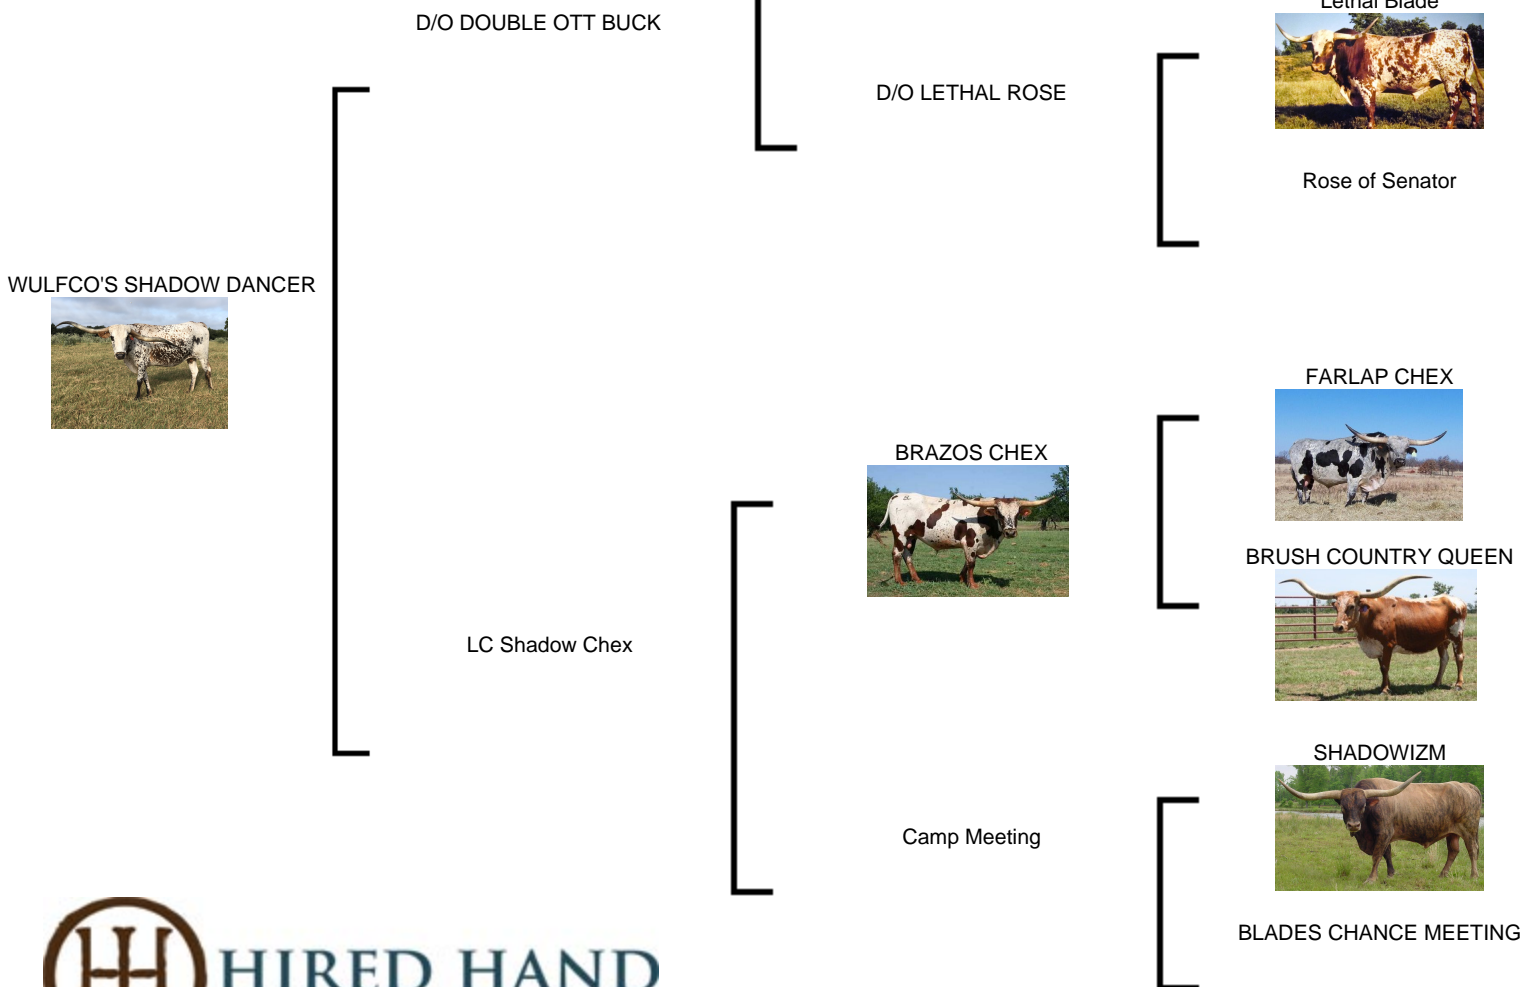 Lethal Blade
D/O DOUBLE OTT BUCK
D/O LETHAL ROSE
Rose of Senator
WULFCO'S SHADOW DANCER
FARLAP CHEX
BRAZOS CHEX
BRUSH COUNTRY QUEEN
LC Shadow Chex
SHADOWIZM
Camp Meeting
BLADES CHANCE MEETING
HIRED HAND